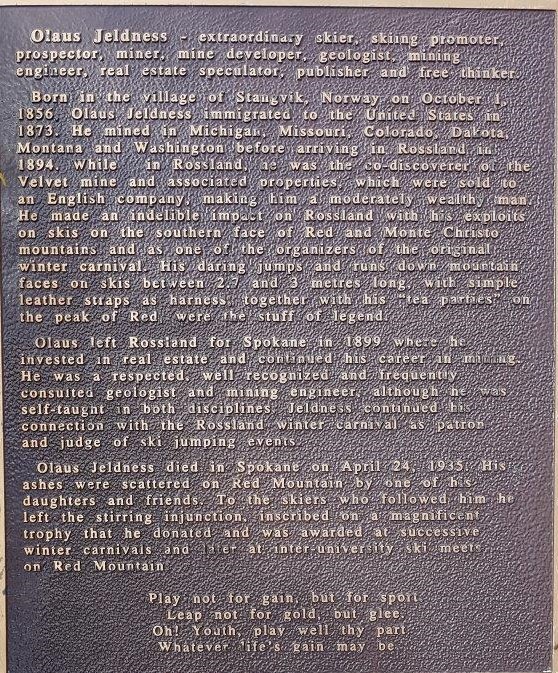 Olaus Jeldness - extraordinary skier, skiing promoter,
prospector, miner, mine developer, geologist, mining
engineer, real estate speculator, publisher and free thinker.
Born in the village of Stangvik, Norway on October 1,
1856, Olaus Jeldness immigrated to the United States in
1873. He mined in Michigan, Missouri, Colorado, Dakota,
Montana and Washington before arriving in Rossland in
1894. While in Rossland, he was the co-discoverer of the
Velvet mine and associated properties, which were sold to
an English company, making him a moderately wealthy man.
He made an indelible impact on Rossland with his exploits
on skis on the southern face of Red and Monte Christo
mountains and as one of the organizers of the original
winter carnival. His daring jumps and runs down mountain
faces on skis between 2.7 and 3 metres long, with simple
leather straps as harness, together with his "tea parties" on
the peak of Red, were the stuff of legend.
Olaus left Rossland for Spokane in 1899 where he
invested in real estate and continued his career in mining.
He was a respected, well recognized and frequently
consulted geologist and mining engineer, although he was
self-taught in both disciplines. Jeldness continued his
connection with the Rossland winter carnival as patron
and judge of ski jumping events.
Olaus Jeldness died in Spokane on April 24, 1935. His
ashes were scattered on Red Mountain by one of his
daughters and friends. To the skiers who followed him he
left the stirring injunction, inscribed on a magnificent
trophy that he donated and was awarded at successive
winter carnivals and later at inter-university ski meets
on Red Mountain
Play not for gain, but for sport
Leap not for gold, but glee.
Oh! Youth, play well thy part
Whatever life's gain may be